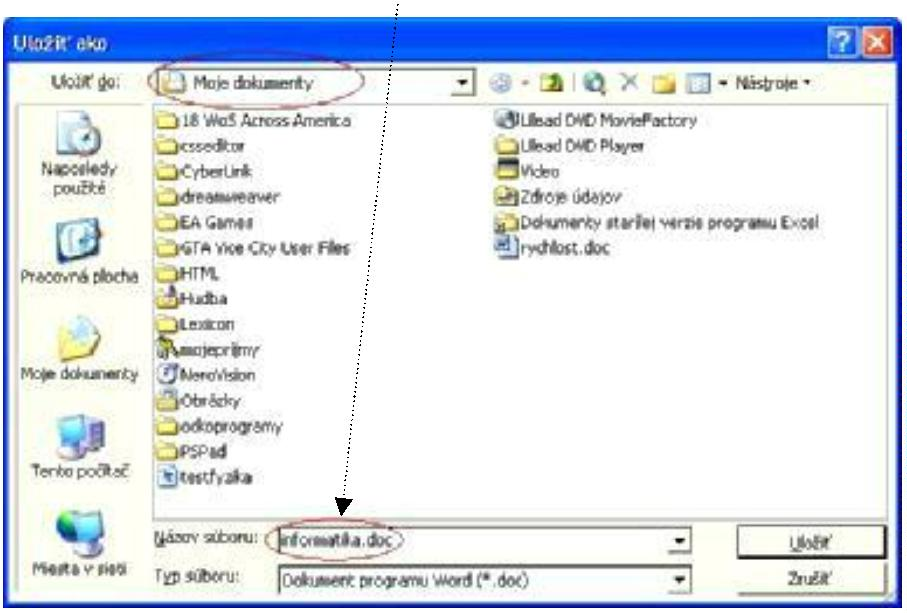 Uložiť ako
Uložiť do: Moje dokumenty Nástroje
Naposledy použité
Pracovná plocha
Moje dokumenty
Tento počítač
Miesta v sieti
18 WoS Across America
csseditor
CyberLink
dreamweaver
EA Games
GTA Vice City User Files
HTML
Hudba
Lexicon
mojeprijmy
NeroVision
Obrázky
odkoprogramy
PSPad
testfyzika
Ulead DVD MovieFactory
Ulead DVD Player
Video
Zdroje údajov
Dokumenty staršej verzie programu Excel
rychlost.doc
Názov súboru: informatika.doc Uložiť
Typ súboru: Dokument programu Word (*.doc) Zrušiť